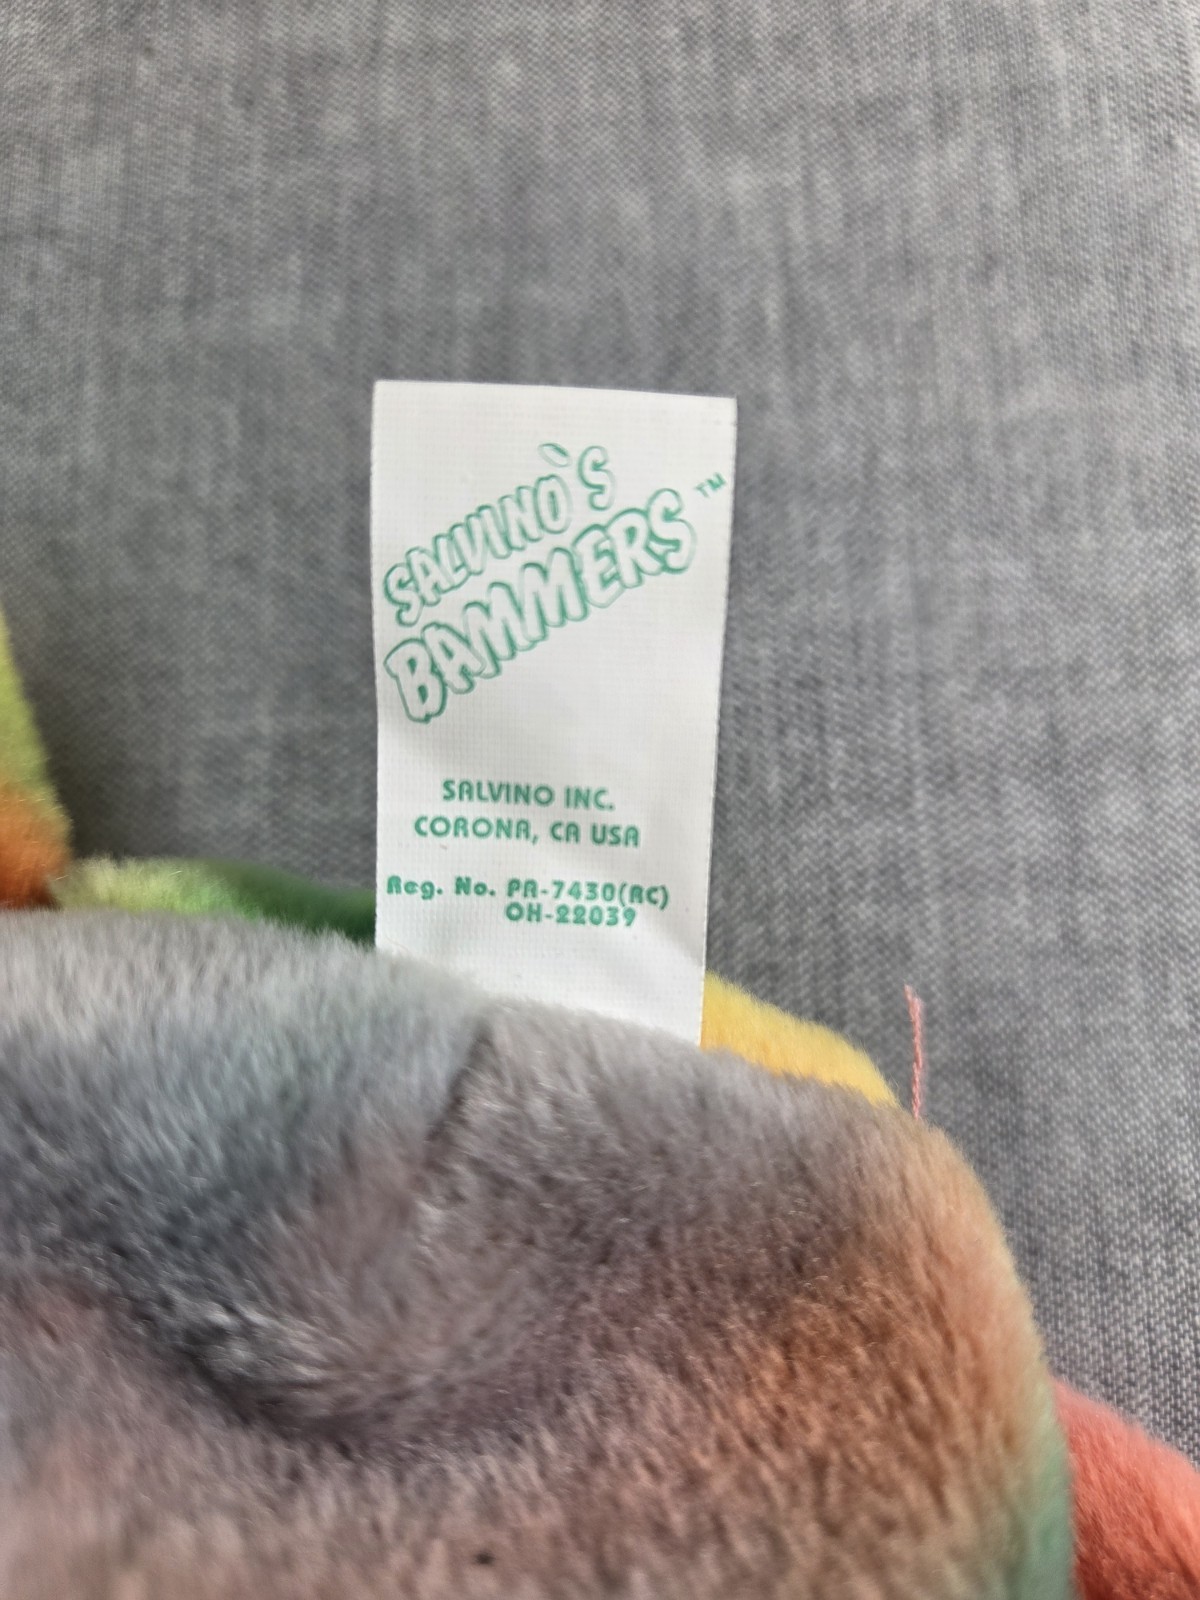 SALVINO`S
BAMMERS™
SALVINO INC.
CORONA, CA USA
Reg. No. PA-7430(RC)
OH-22039